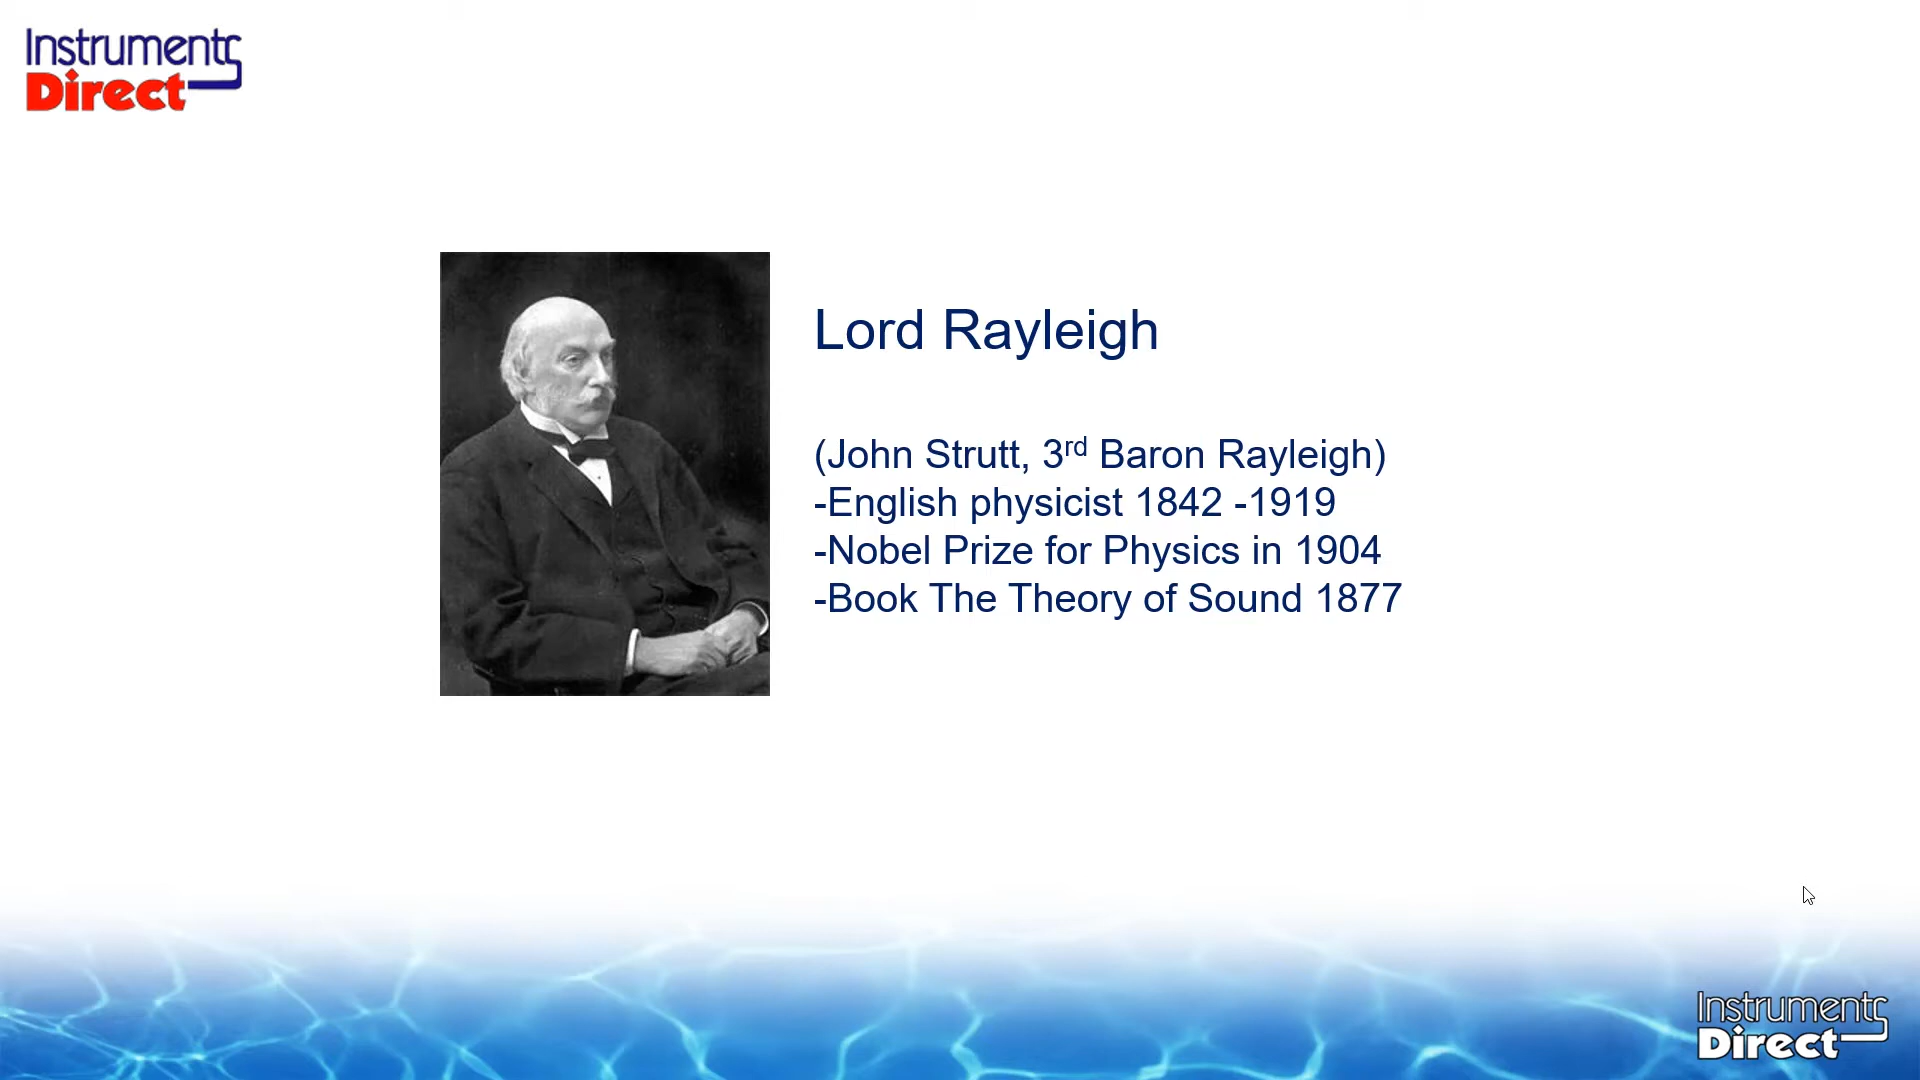 Instruments
Direct
Lord Rayleigh
(John Strutt, 3rd Baron Rayleigh)
-English physicist 1842 -1919
-Nobel Prize for Physics in 1904
-Book The Theory of Sound 1877
Instruments
Direct